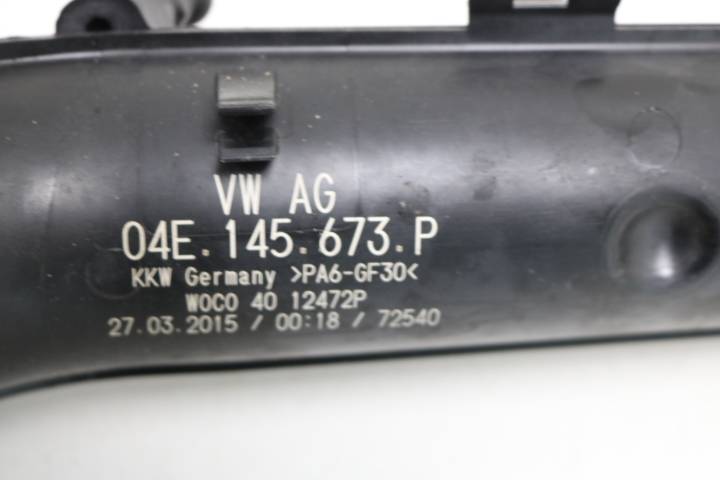 VW AG
04E.145.673.P
KKW Germany >PA6-GF30<
WOCO 40 12472P
27.03.2015 / 00:18 / 72540